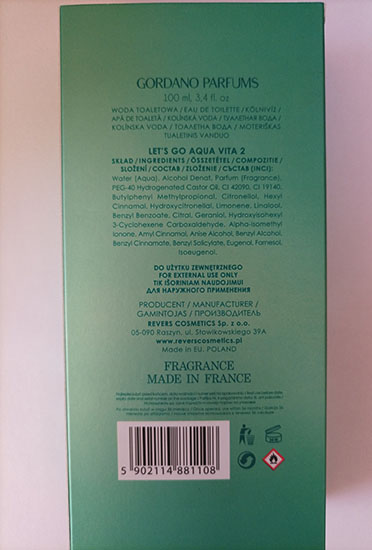 GORDANO PARFUMS
100 ml, 3,4 fl. oz
WODA TOALETOWA / EAU DE TOILETTE / KÖLNIVÍZ /
APĂ DE TOALETĂ / KOLÍNSKÁ VODA / ТУАЛЕТНАЯ ВОДА /
KOLÍNSKA VODA / ТОАЛЕТНА ВОДА / MOTERIŠKAS
TUALETINIS VANDUO
LET'S GO AQUA VITA 2
SKŁAD / INGREDIENTS / ÖSSZETÉTEL / COMPOZIȚIE /
SLOŽENÍ / СОСТАВ / ZLOŽENIE / СЪСТАВ (INCI):
Water (Aqua), Alcohol Denat, Parfum (Fragrance),
PEG-40 Hydrogenated Castor Oil, CI 42090, CI 19140,
Butylphenyl Methylpropional, Citronellol, Hexyl
Cinnamal, Hydroxycitronellal, Limonene, Linalool,
Benzyl Benzoate, Citral, Geraniol, Hydroxyisohexyl
3-Cyclohexene Carboxaldehyde, Alpha-Isomethyl
Ionone, Amyl Cinnamal, Anise Alcohol, Benzyl Alcohol,
Benzyl Cinnamate, Benzyl Salicylate, Eugenol, Farnesol,
Isoeugenol.
DO UŻYTKU ZEWNĘTRZNEGO
FOR EXTERNAL USE ONLY
TIK IŠORINIAM NAUDOJIMUI
ДЛЯ НАРУЖНОГО ПРИМЕНЕНИЯ
PRODUCENT / MANUFACTURER /
GAMINTOJAS / ПРОИЗВОДИТЕЛЬ
REVERS COSMETICS Sp. z o.o.
05-090 Raszyn, ul. Słowikowskiego 39A
www.reverscosmetics.pl
Made in EU, POLAND
FRAGRANCE
MADE IN FRANCE
5 902114 881108